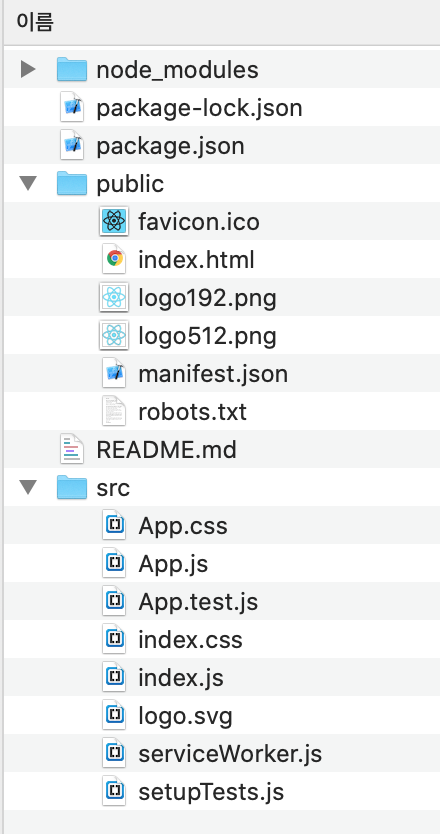 이름
node_modules
package-lock.json
package.json
public
favicon.ico
index.html
logo192.png
logo512.png
manifest.json
robots.txt
README.md
src
App.css
App.js
App.test.js
index.css
index.js
logo.svg
serviceWorker.js
setupTests.js